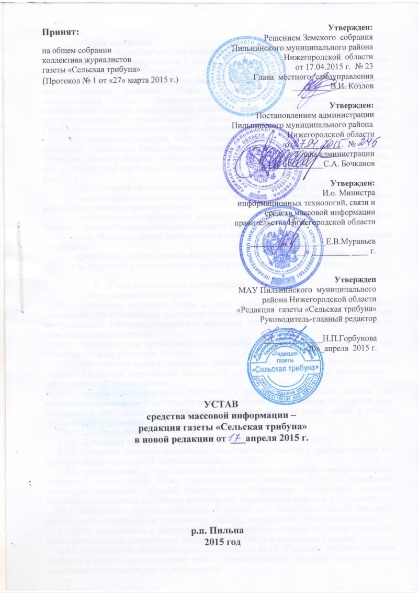 Принят:
на общем собрании
коллектива журналистов
газеты «Сельская трибуна»
(Протокол № 1 от «27» марта 2015 г.)
Утвержден:
Решением Земского собрания
Пильнинского муниципального района
Нижегородской области
от 17.04.2015 г. № 23
Глава местного самоуправления
В.И. Козлов
Утвержден:
Постановлением администрации
Пильнинского муниципального района
Нижегородской области
от 27.04.2015 №
Глава администрации
С.А. Бочканов
Утвержден:
И.о. Министра
информационных технологий, связи и
средств массовой информации
правительства Нижегородской области
Е.В.Муравьев
г.
Утвержден
МАУ Пильнинского муниципального
района Нижегородской области
«Редакция газеты «Сельская трибуна»
Руководитель-главный редактор
Н.П.Горбунова
апреля 2015 г.
Редакция
газеты
«Сельская трибуна»
УСТАВ
средства массовой информации –
редакция газеты «Сельская трибуна»
в новой редакции от 17 апреля 2015 г.
р.п. Пильна
2015 год